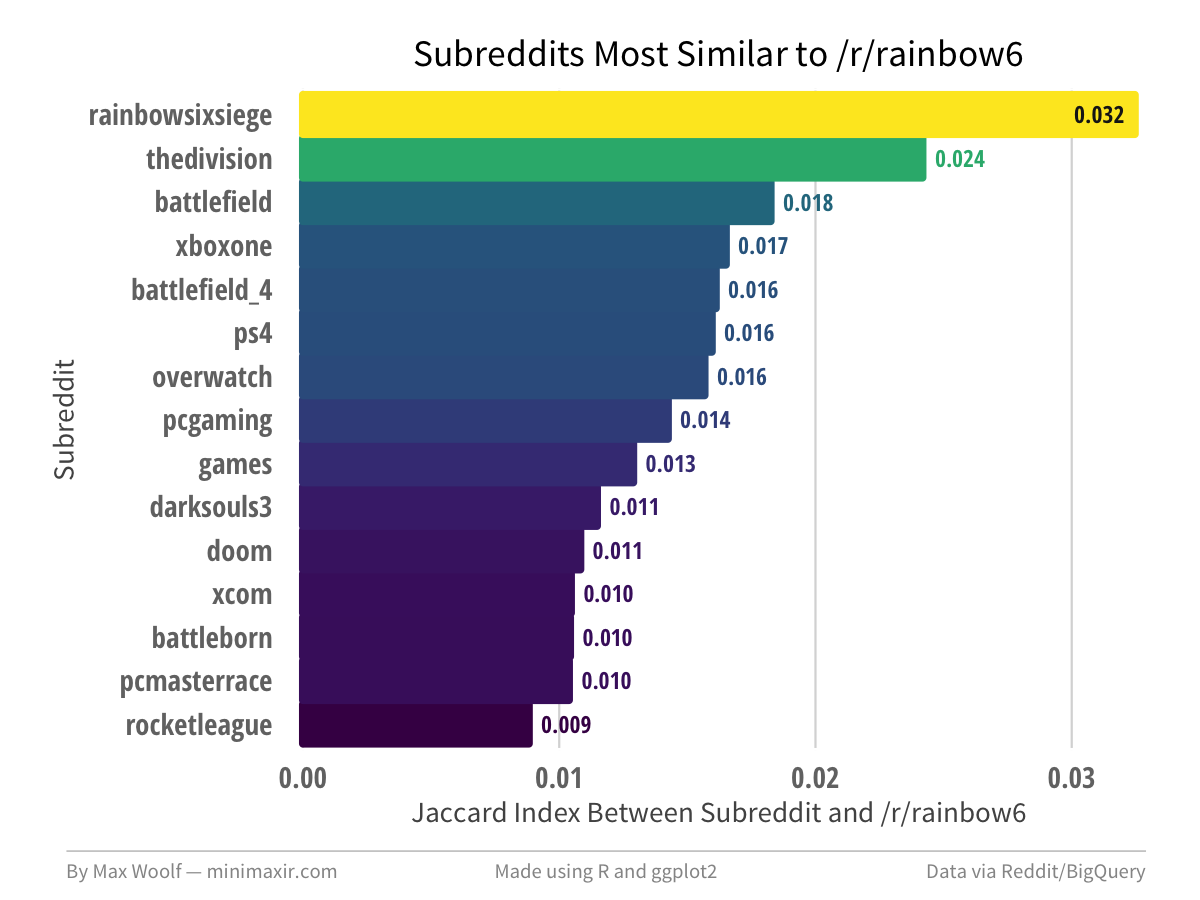 Subreddits Most Similar to /r/rainbow6
rainbowsixsiege 0.032
thedivision 0.024
battlefield 0.018
xboxone 0.017
battlefield_4 0.016
ps4 0.016
overwatch 0.016
pcgaming 0.014
games 0.013
darksouls3 0.011
doom 0.011
xcom 0.010
battleborn 0.010
pcmasterrace 0.010
rocketleague 0.009
Subreddit
0.00 0.01 0.02 0.03
Jaccard Index Between Subreddit and /r/rainbow6
By Max Woolf — minimaxir.com Made using R and ggplot2 Data via Reddit/BigQuery